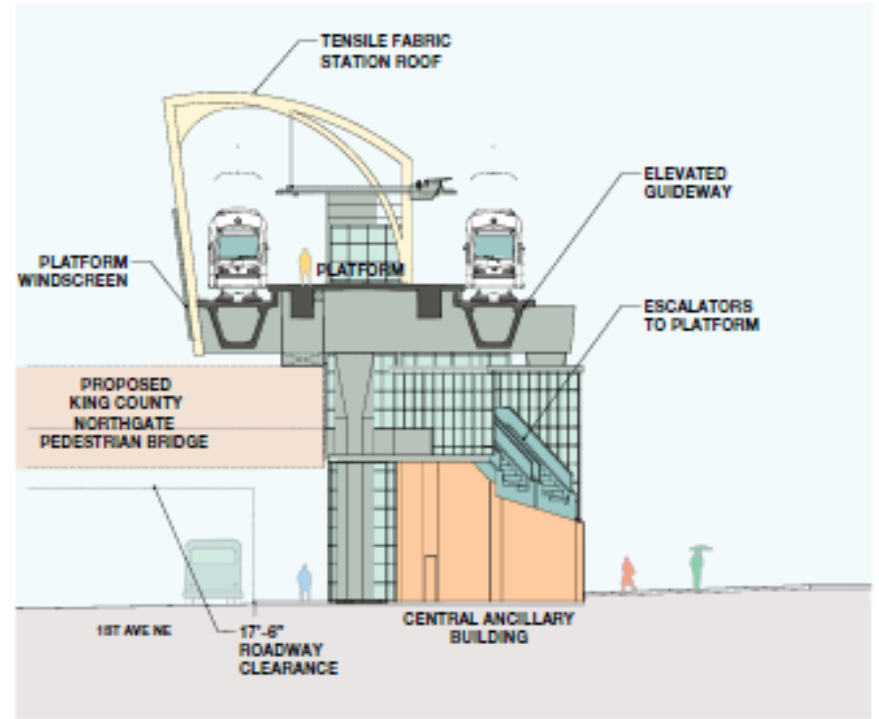 TENSILE FABRIC
STATION ROOF
ELEVATED
GUIDEWAY
PLATFORM
WINDSCREEN
PLATFORM
ESCALATORS
TO PLATFORM
PROPOSED
KING COUNTY
NORTHGATE
PEDESTRIAN BRIDGE
1ST AVE NE
17'-6"
ROADWAY
CLEARANCE
CENTRAL ANCILLARY
BUILDING